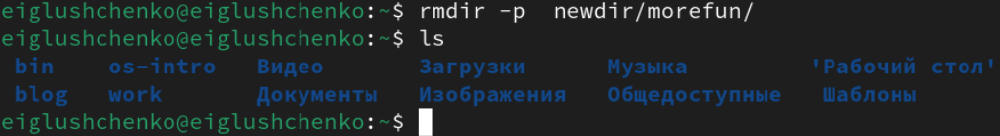 eiglushchenko@eiglushchenko:~$ rmdir -p  newdir/morefun/
eiglushchenko@eiglushchenko:~$ ls
bin os-intro Видео Загрузки Музыка 'Рабочий стол'
blog work Документы Изображения Общедоступные Шаблоны
eiglushchenko@eiglushchenko:~$